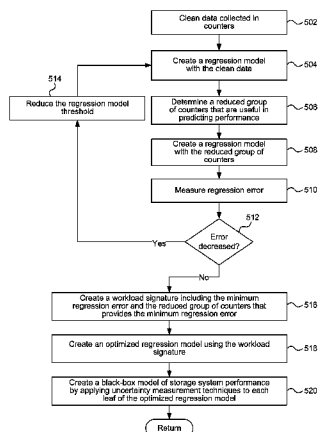 Clean data collected in
counters
502
514
Create a regression model
with the clean data
504
Reduce the regression model
threshold
Determine a reduced group
of counters that are useful in
predicting performance
506
Create a regression model
with the reduced group of
counters
508
Measure regression error
510
512
Error
decreased?
Yes
No
Create a workload signature including the minimum
regression error and the reduced group of counters that
provides the minimum regression error
516
Create an optimized regression model using the workload
signature
518
Create a black-box model of storage system performance
by applying uncertainty measurement techniques to each
leaf of the optimized regression model
520
Return